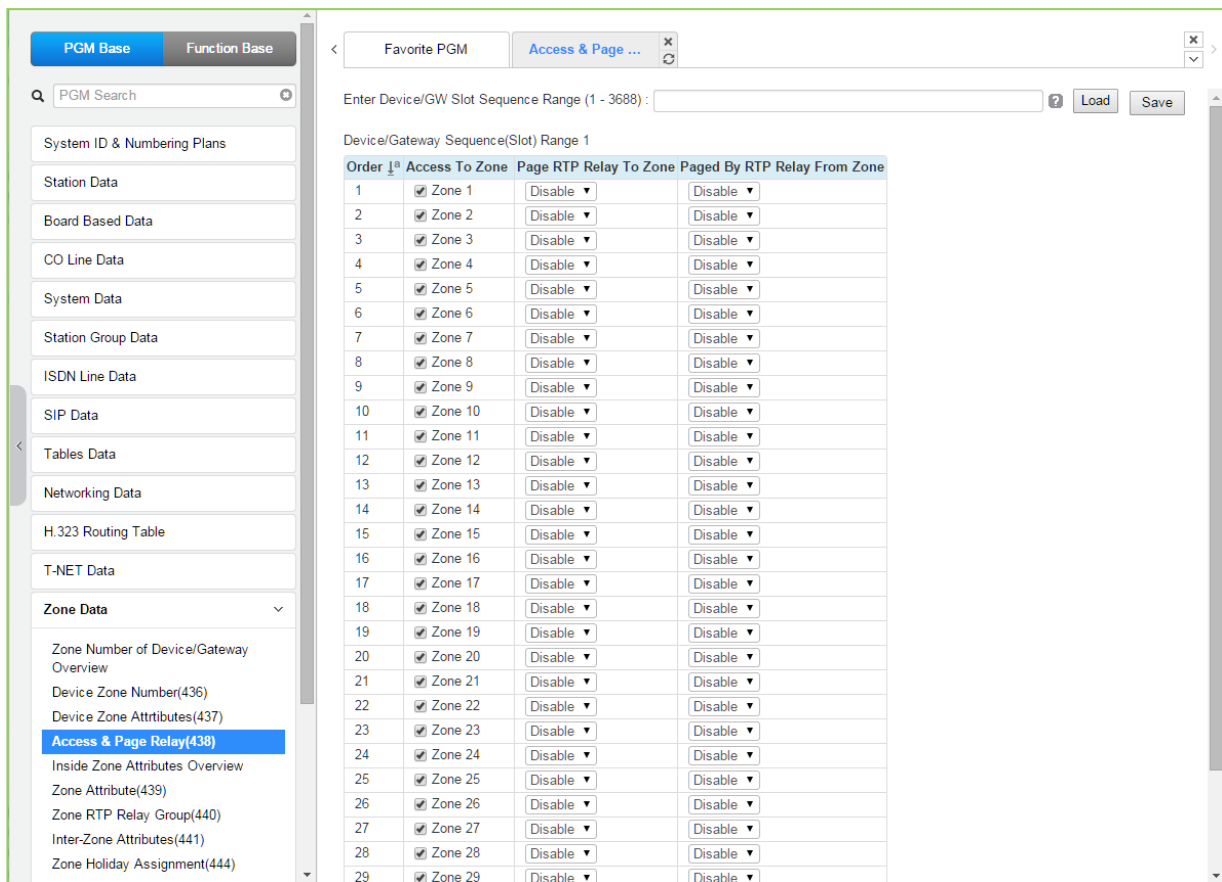 PGM Base Function Base
PGM Search
System ID & Numbering Plans
Station Data
Board Based Data
CO Line Data
System Data
Station Group Data
ISDN Line Data
SIP Data
Tables Data
Networking Data
H.323 Routing Table
T-NET Data
Zone Data
Zone Number of Device/Gateway
Overview
Device Zone Number(436)
Device Zone Attrtibutes(437)
Access & Page Relay(438)
Inside Zone Attributes Overview
Zone Attribute(439)
Zone RTP Relay Group(440)
Inter-Zone Attributes(441)
Zone Holiday Assignment(444)
Favorite PGM Access & Page ...
Enter Device/GW Slot Sequence Range (1 - 3688) : Load Save
Device/Gateway Sequence(Slot) Range 1
Order Access To Zone Page RTP Relay To Zone Paged By RTP Relay From Zone
1 Zone 1 Disable Disable
2 Zone 2 Disable Disable
3 Zone 3 Disable Disable
4 Zone 4 Disable Disable
5 Zone 5 Disable Disable
6 Zone 6 Disable Disable
7 Zone 7 Disable Disable
8 Zone 8 Disable Disable
9 Zone 9 Disable Disable
10 Zone 10 Disable Disable
11 Zone 11 Disable Disable
12 Zone 12 Disable Disable
13 Zone 13 Disable Disable
14 Zone 14 Disable Disable
15 Zone 15 Disable Disable
16 Zone 16 Disable Disable
17 Zone 17 Disable Disable
18 Zone 18 Disable Disable
19 Zone 19 Disable Disable
20 Zone 20 Disable Disable
21 Zone 21 Disable Disable
22 Zone 22 Disable Disable
23 Zone 23 Disable Disable
24 Zone 24 Disable Disable
25 Zone 25 Disable Disable
26 Zone 26 Disable Disable
27 Zone 27 Disable Disable
28 Zone 28 Disable Disable
29 Zone 29 Disable Disable